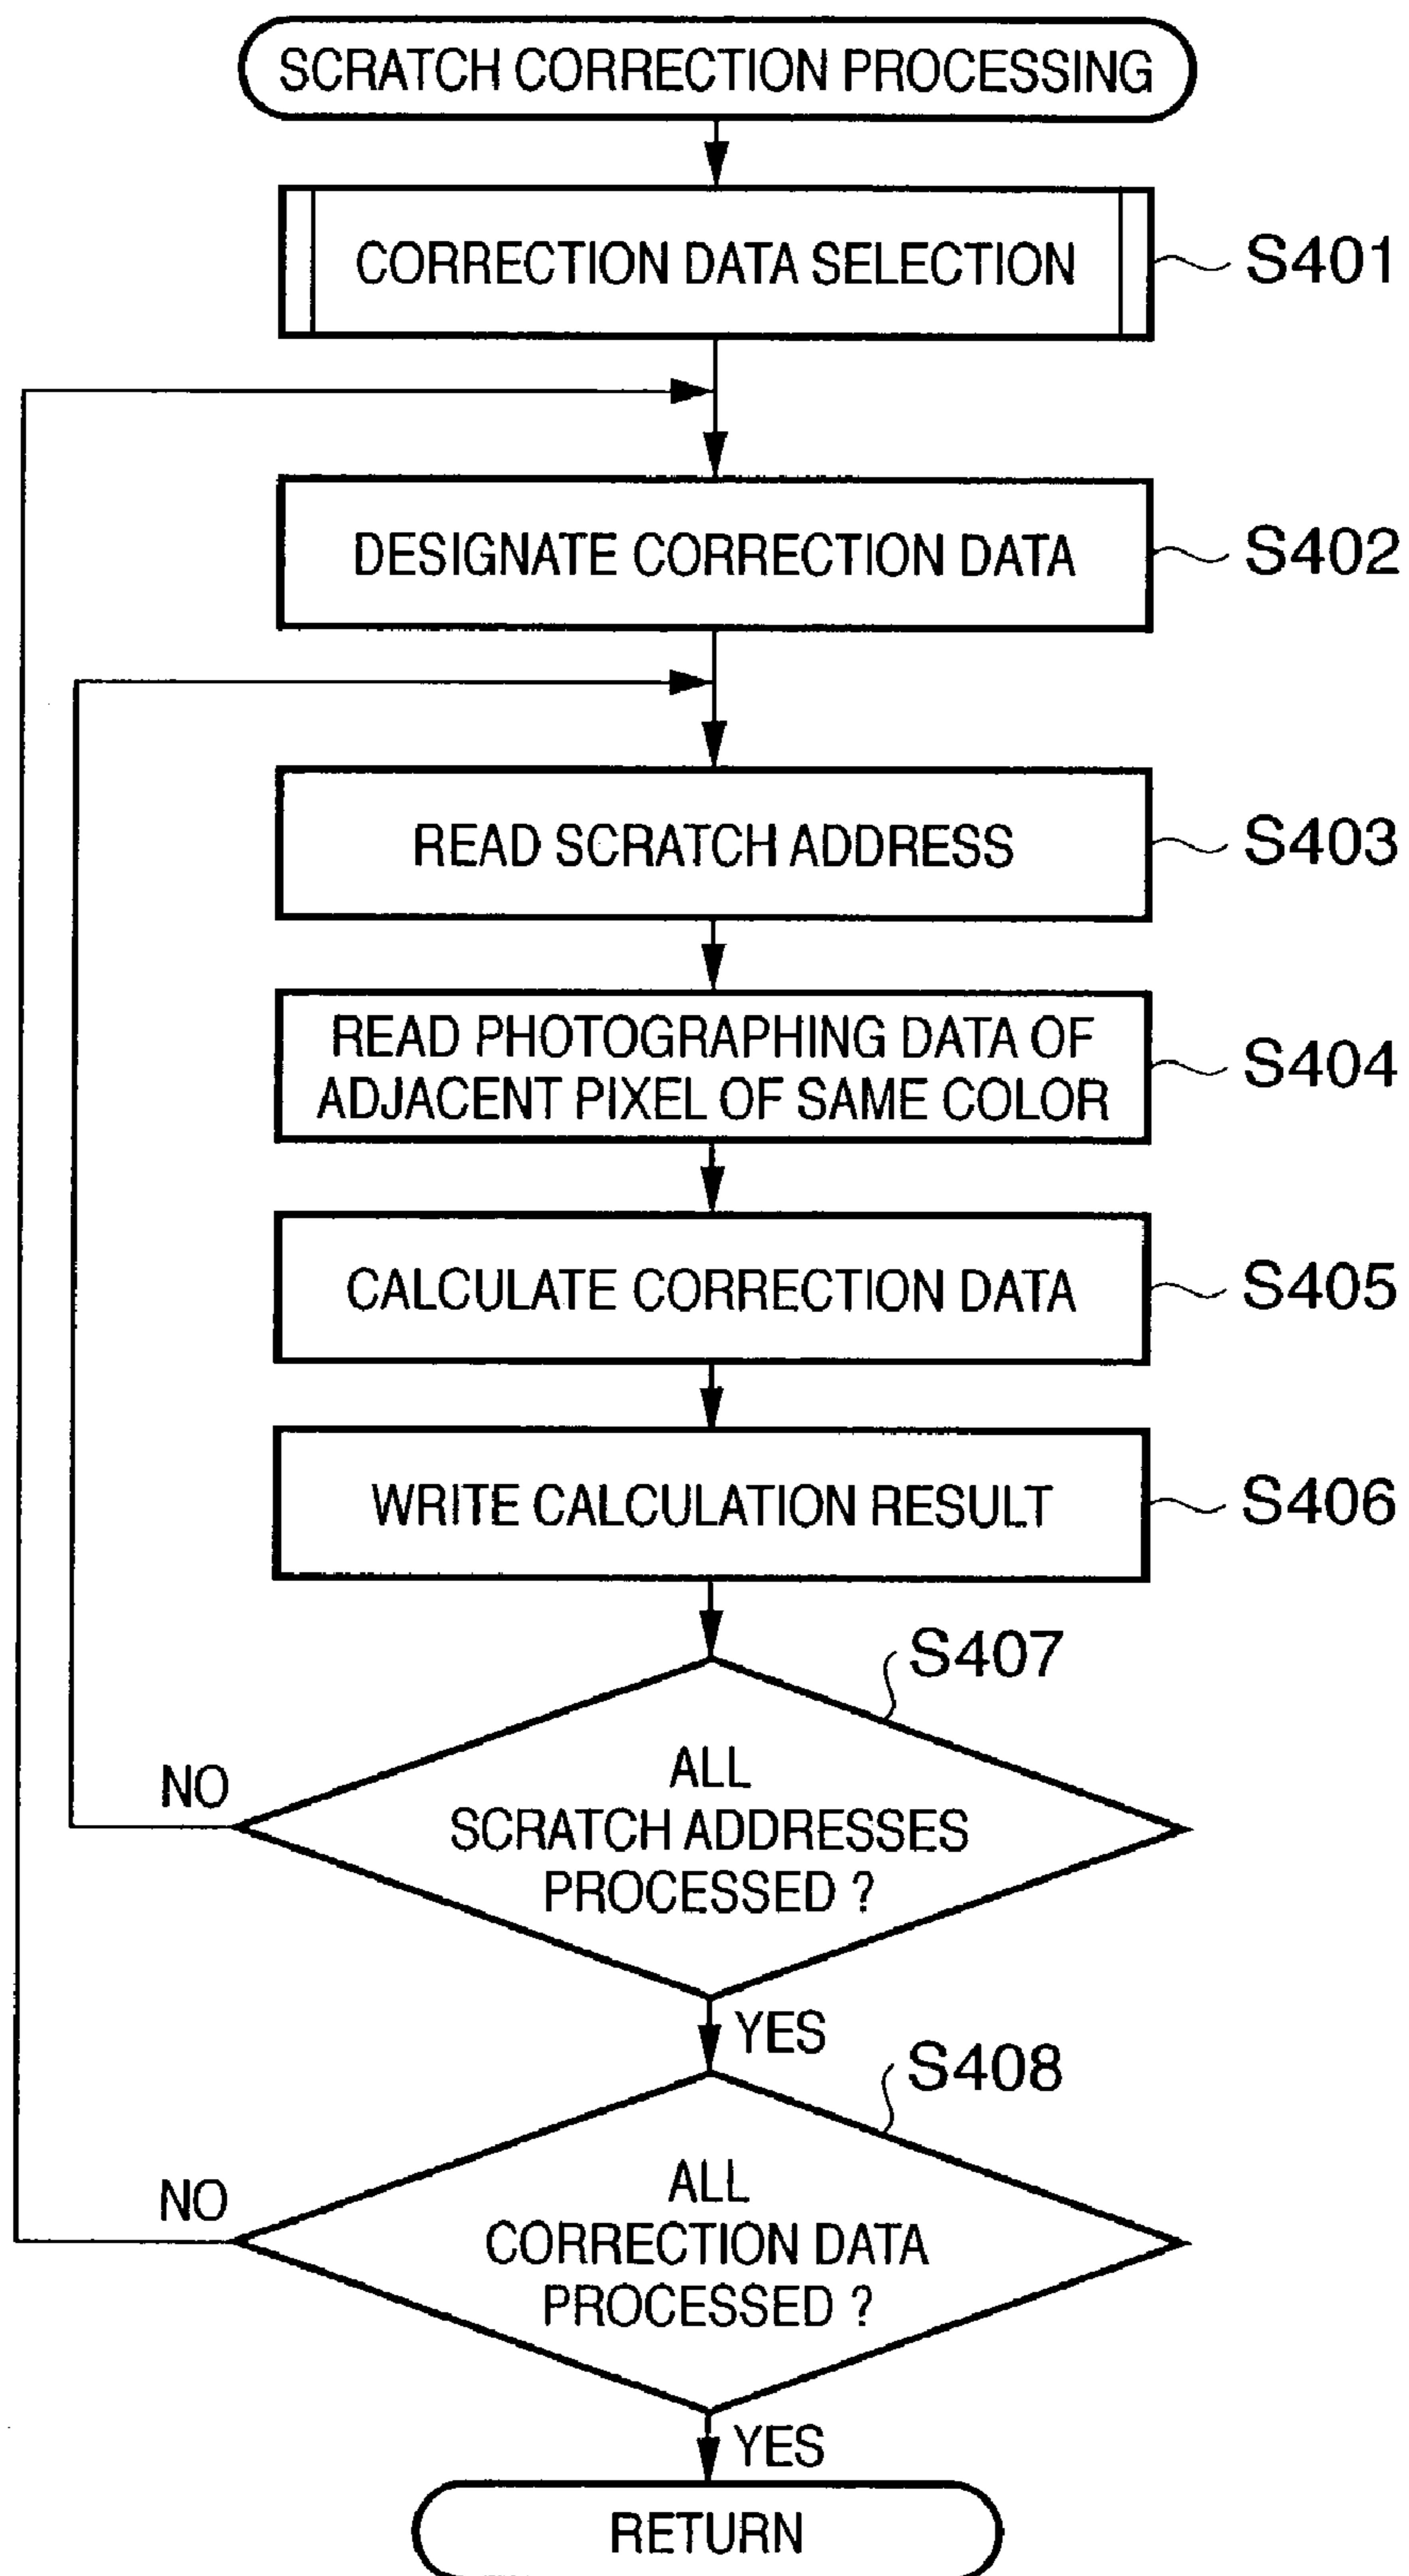 SCRATCH CORRECTION PROCESSING
CORRECTION DATA SELECTION
S401
DESIGNATE CORRECTION DATA
S402
READ SCRATCH ADDRESS
S403
READ PHOTOGRAPHING DATA OF
ADJACENT PIXEL OF SAME COLOR
S404
CALCULATE CORRECTION DATA
S405
WRITE CALCULATION RESULT
S406
S407
ALL
SCRATCH ADDRESSES
PROCESSED ?
NO
YES
S408
ALL
CORRECTION DATA
PROCESSED ?
NO
YES
RETURN